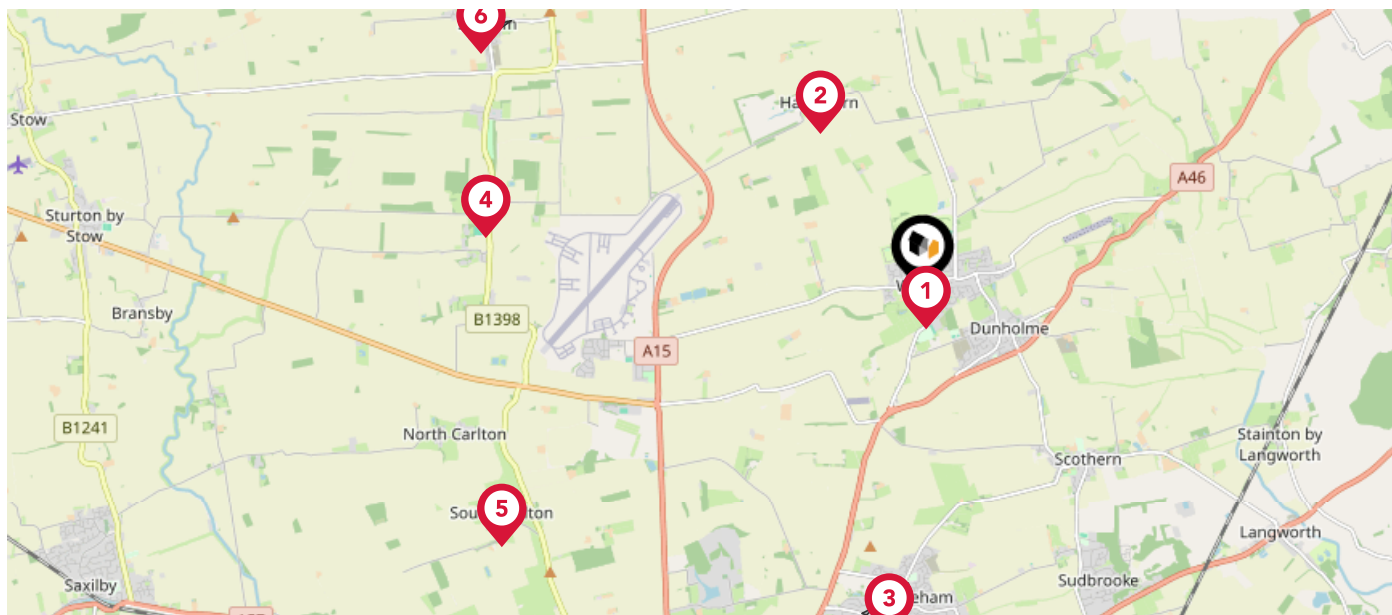 6
Stow
2
A46
4
Sturton by
Stow
1
Bransby
B1398
Dunholme
A15
B1241
North Carlton
Stainton by
Langworth
Scothern
5
Langworth
Saxilby
Sudbrooke
3